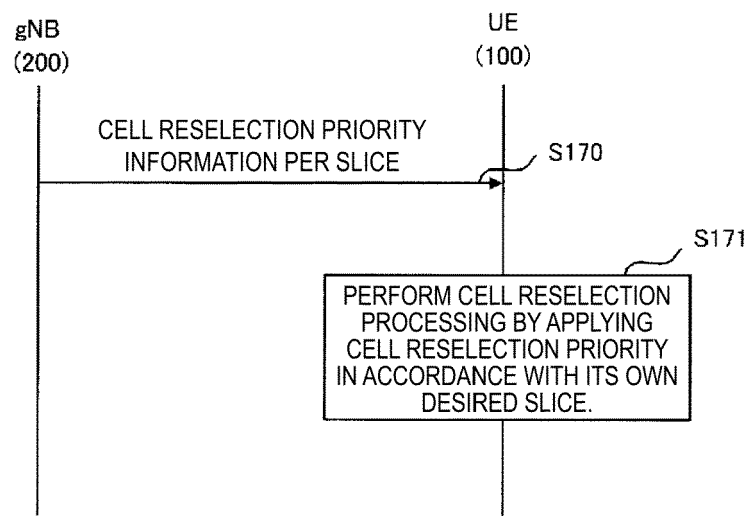 gNB
(200)
UE
(100)
CELL RESELECTION PRIORITY
INFORMATION PER SLICE
S170
S171
PERFORM CELL RESELECTION
PROCESSING BY APPLYING
CELL RESELECTION PRIORITY
IN ACCORDANCE WITH ITS OWN
DESIRED SLICE.